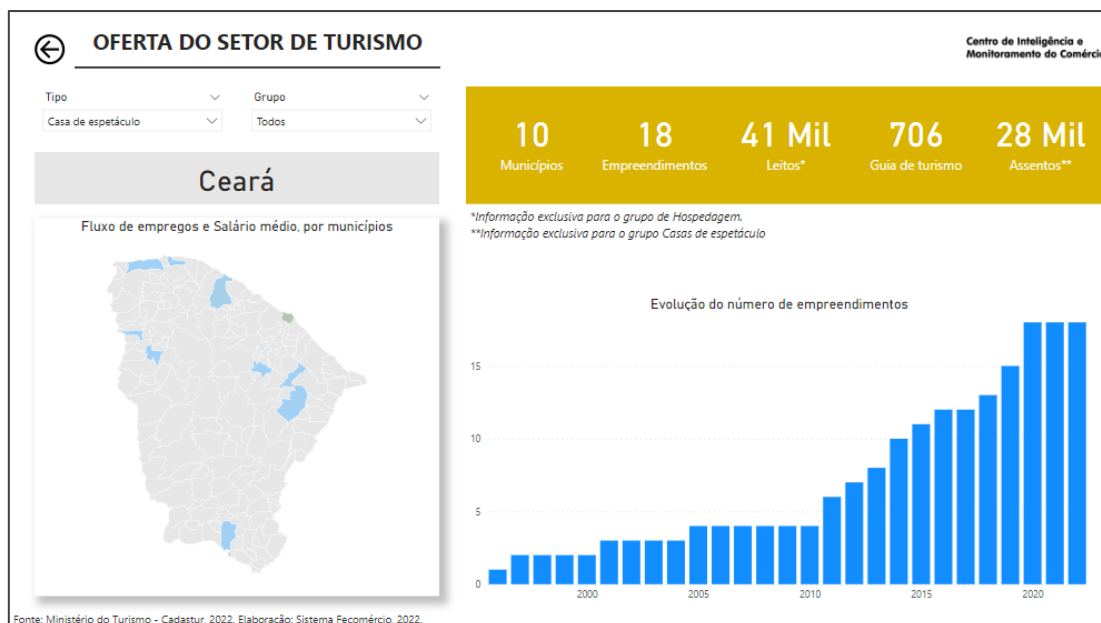 OFERTA DO SETOR DE TURISMO
Centro de Inteligência e
Monitoramento do Comérci
Tipo
Grupo
Casa de espetáculo
Todos
10
18
41 Mil
706
28 Mil
Municípios
Empreendimentos
Leitos*
Guia de turismo
Assentos**
Ceará
*Informação exclusiva para o grupo de Hospedagem.
**Informação exclusiva para o grupo Casas de espetáculo
Fluxo de empregos e Salário médio, por municípios
Evolução do número de empreendimentos
15
10
5
0
2000
2005
2010
2015
2020
Fonte: Ministério do Turismo - Cadastur, 2022. Elaboração: Sistema Fecomércio, 2022.